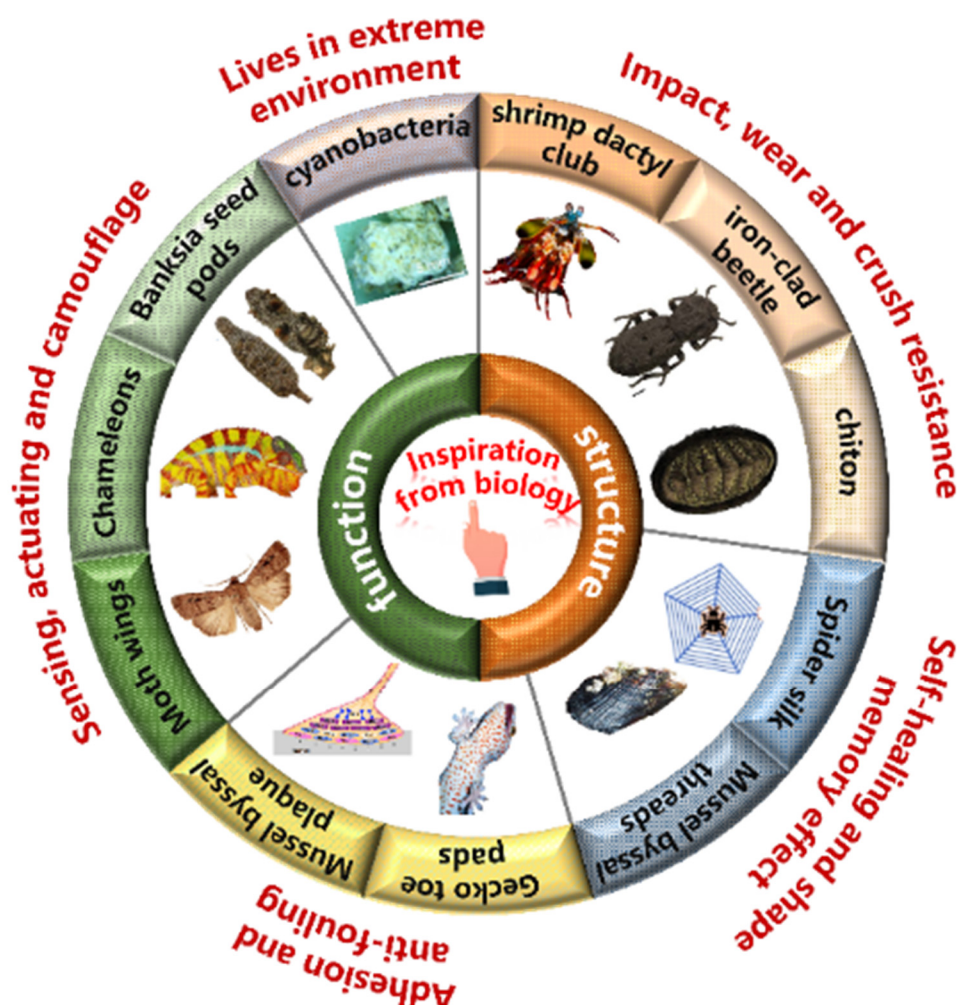 Lives in extreme
environment
Impact, wear and crush resistance
Self-healing and shape
memory effect
Adhesion and
anti-fouling
Sensing, actuating and camouflage
cyanobacteria
shrimp dactyl
club
iron-clad
beetle
chiton
Spider silk
Mussel byssal
threads
Gecko toe
pads
Mussel byssal
plaque
Moth wings
Chameleons
Banksia seed
pods
function
structure
Inspiration
from biology